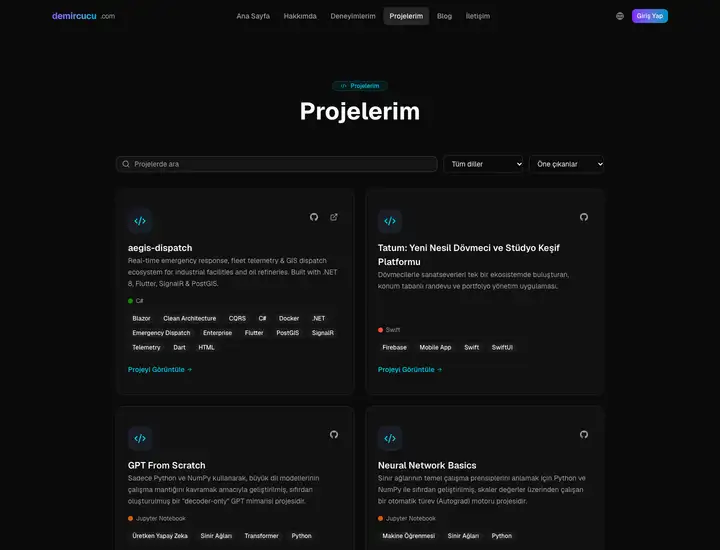 demircucu .com
Ana Sayfa Hakkımda Deneyimlerim Projelerim Blog İletişim
Giriş Yap
Projelerim
Projelerim
Projelerde ara
Tüm diller
Öne çıkanlar
aegis-dispatch
Real-time emergency response, fleet telemetry & GIS dispatch
ecosystem for industrial facilities and oil refineries. Built with .NET
8, Flutter, SignalR & PostGIS.
C#
Blazor Clean Architecture CQRS C# Docker .NET
Emergency Dispatch Enterprise Flutter PostGIS SignalR
Telemetry Dart HTML
Projeyi Görüntüle →
Tatum: Yeni Nesil Dövmeci ve Stüdyo Keşif
Platformu
Dövmecilerle sanatseverleri tek bir ekosistemde buluşturan,
konum tabanlı randevu ve portfolyo yönetim uygulaması.
Swift
Firebase Mobile App Swift SwiftUI
Projeyi Görüntüle →
GPT From Scratch
Sadece Python ve NumPy kullanarak, büyük dil modellerinin
çalışma mantığını kavramak amacıyla geliştirilmiş, sıfırdan
oluşturulmuş bir "decoder-only" GPT mimarisi projesidir.
Jupyter Notebook
Üretken Yapay Zeka Sinir Ağları Transformer Python
Neural Network Basics
Sinir ağlarının temel çalışma prensiplerini anlamak için Python ve
NumPy ile sıfırdan geliştirilmiş, skaler değerler üzerinden çalışan
bir otomatik türev (Autograd) motoru projesidir.
Jupyter Notebook
Makine Öğrenmesi Sinir Ağları Python